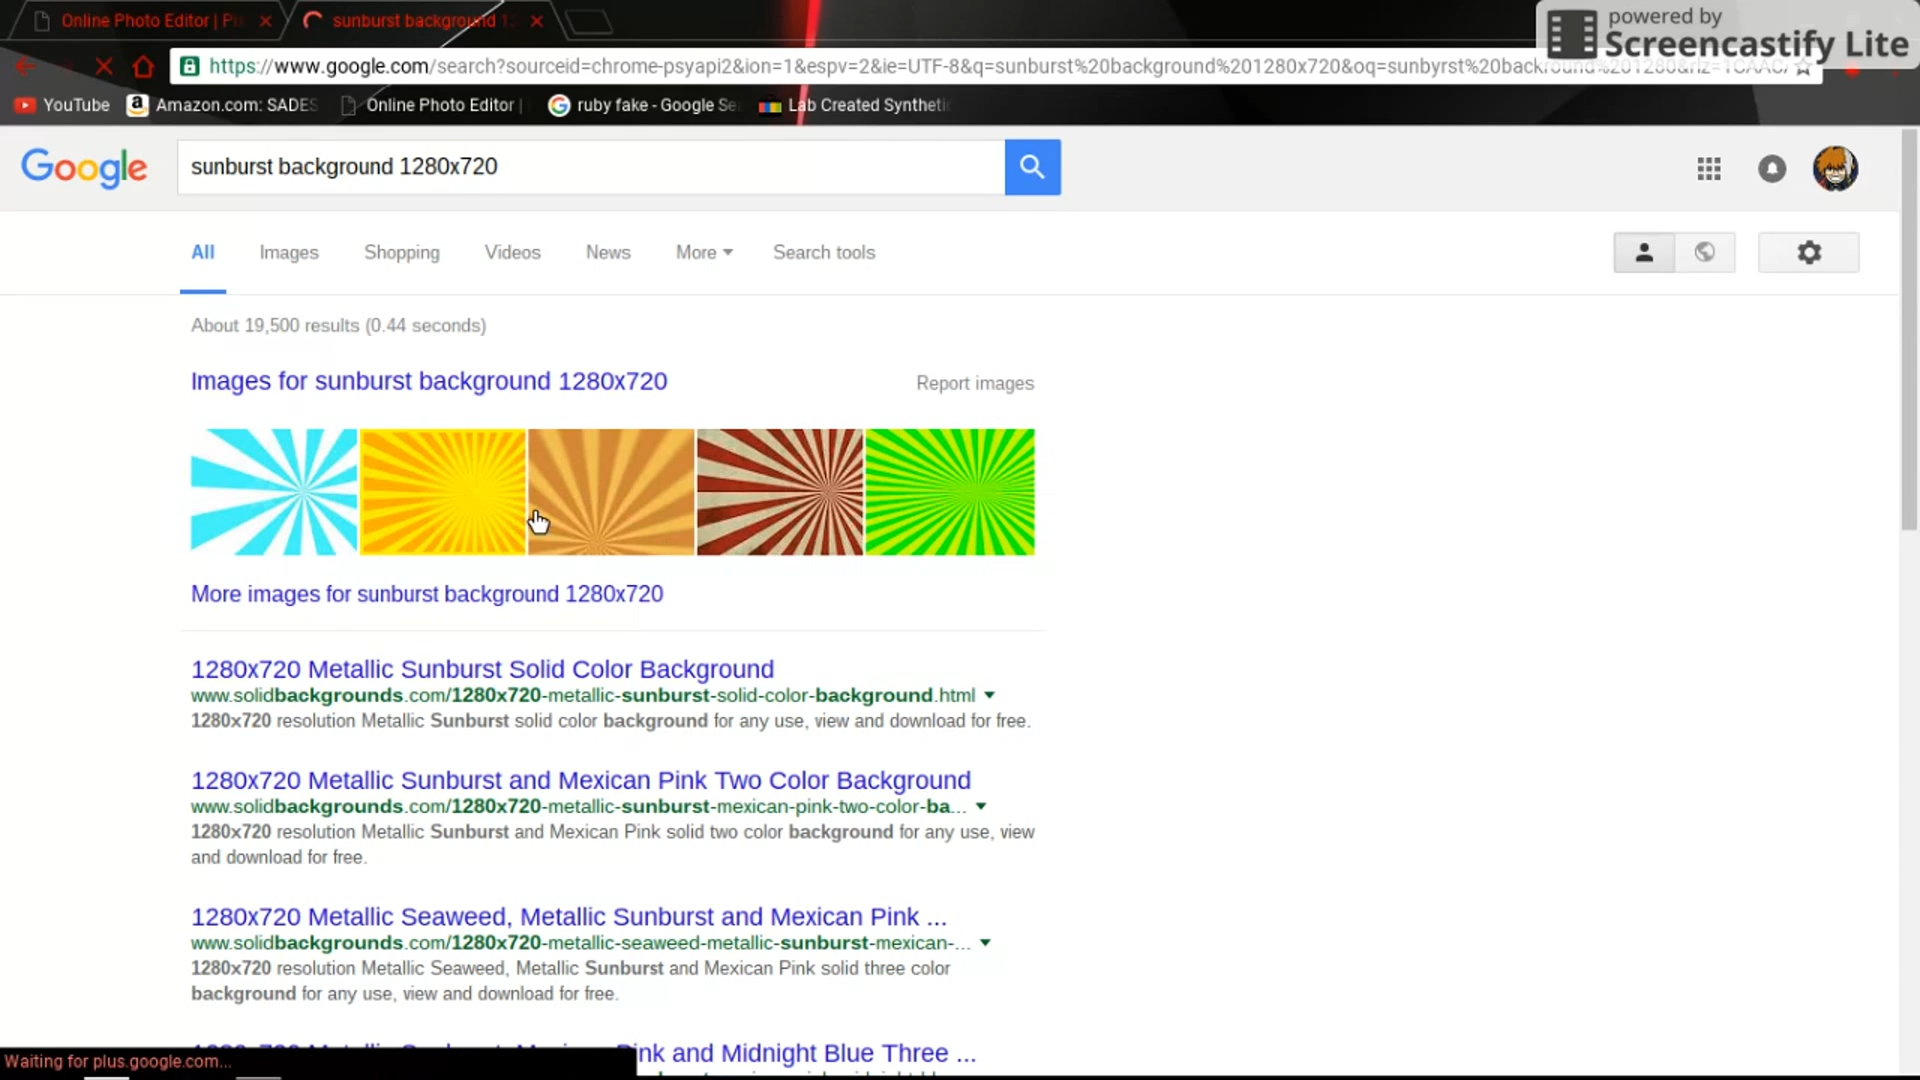 Online Photo Editor | Pi
sunburst background 1
powered by
Screencastify Lite
https://www.google.com/search?sourceid=chrome-psyapi2&ion=1&espv=2&ie=UTF-8&q=sunburst%20background%201280x720&oq=sunbyrst%20background%201280&rlz=1CAAC
YouTube
Amazon.com: SADES
Online Photo Editor |
ruby fake - Google Se
Lab Created Syntheti
Google
sunburst background 1280x720
All Images Shopping Videos News More Search tools
About 19,500 results (0.44 seconds)
Images for sunburst background 1280x720
Report images
More images for sunburst background 1280x720
1280x720 Metallic Sunburst Solid Color Background
www.solidbackgrounds.com/1280x720-metallic-sunburst-solid-color-background.html
1280x720 resolution Metallic Sunburst solid color background for any use, view and download for free.
1280x720 Metallic Sunburst and Mexican Pink Two Color Background
www.solidbackgrounds.com/1280x720-metallic-sunburst-mexican-pink-two-color-ba...
1280x720 resolution Metallic Sunburst and Mexican Pink solid two color background for any use, view
and download for free.
1280x720 Metallic Seaweed, Metallic Sunburst and Mexican Pink ...
www.solidbackgrounds.com/1280x720-metallic-seaweed-metallic-sunburst-mexican-...
1280x720 resolution Metallic Seaweed, Metallic Sunburst and Mexican Pink solid three color
background for any use, view and download for free.
nk and Midnight Blue Three ...
Waiting for plus.google.com...